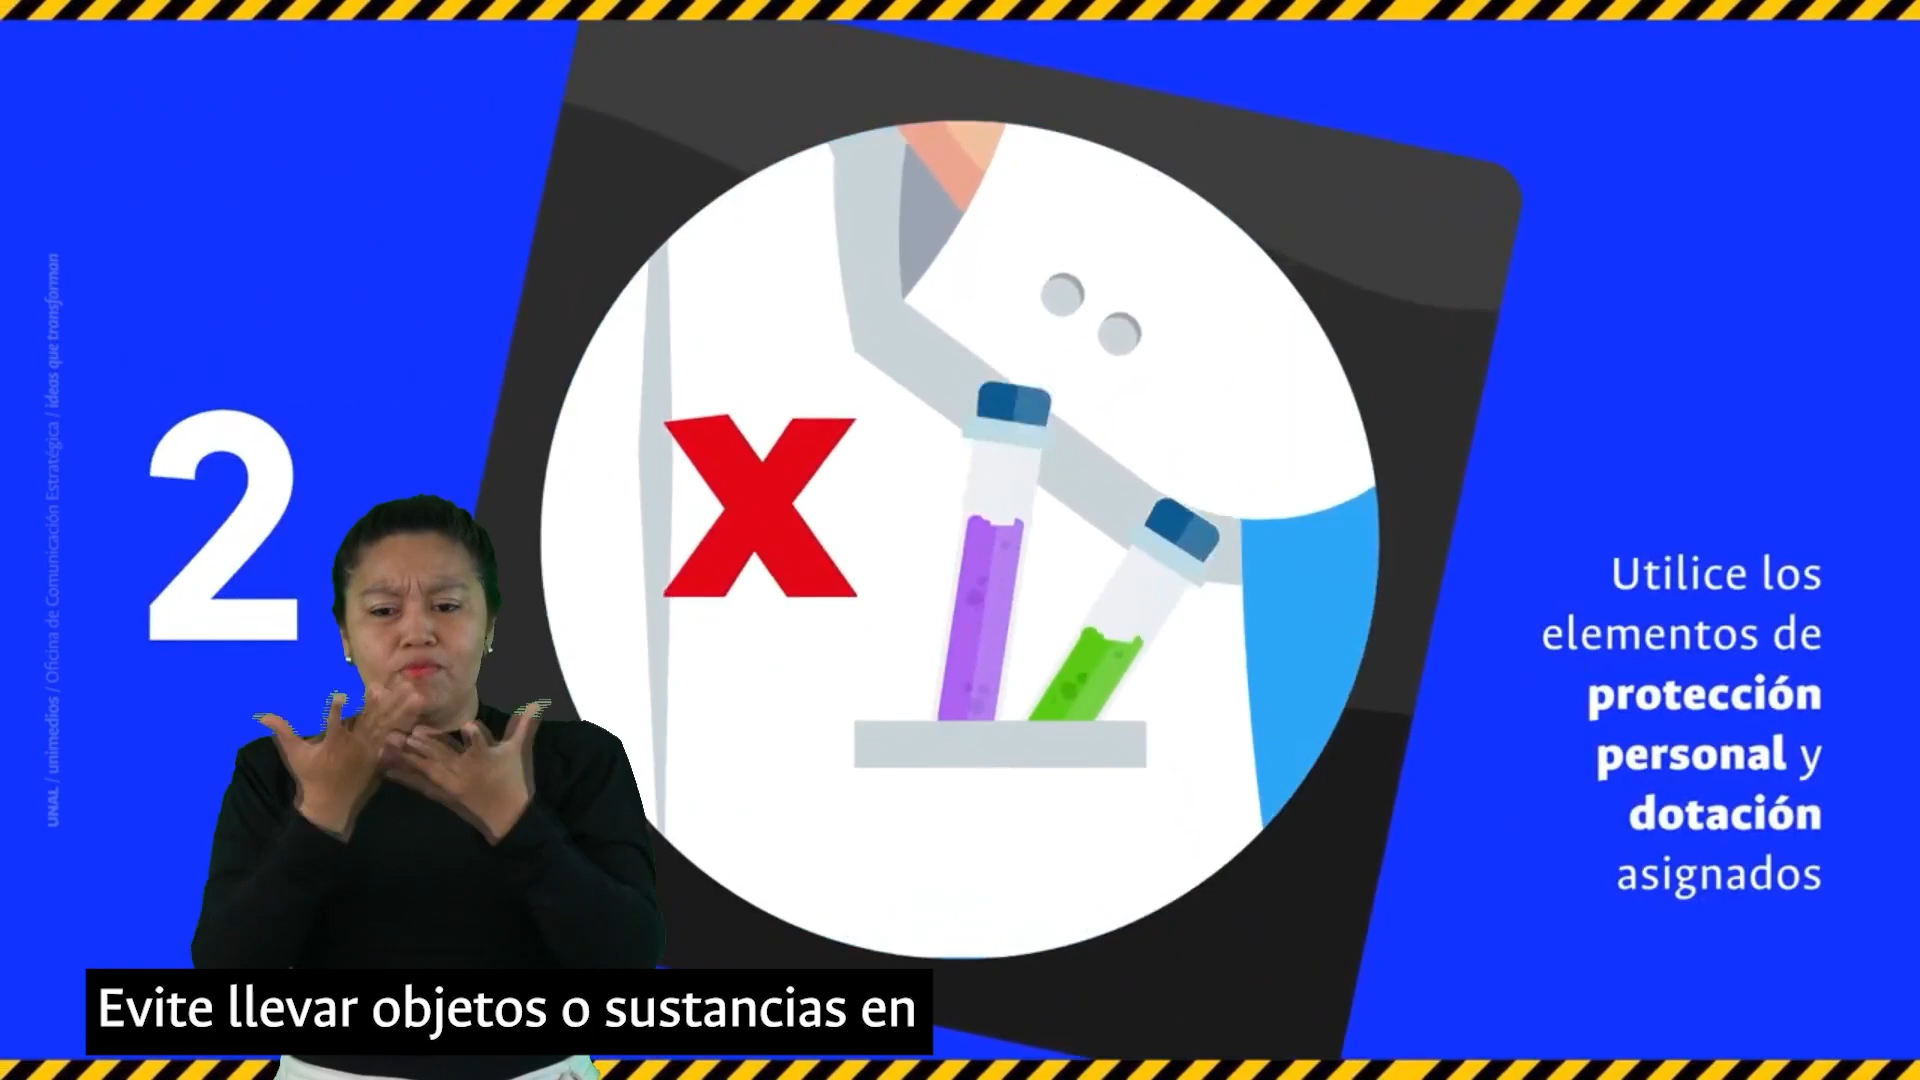 UNAL / unimedios / Oficina de Comunicación Estratégica / ideas que transforman
2
X
Utilice los
elementos de
protección
personal y
dotación
asignados
Evite llevar objetos o sustancias en